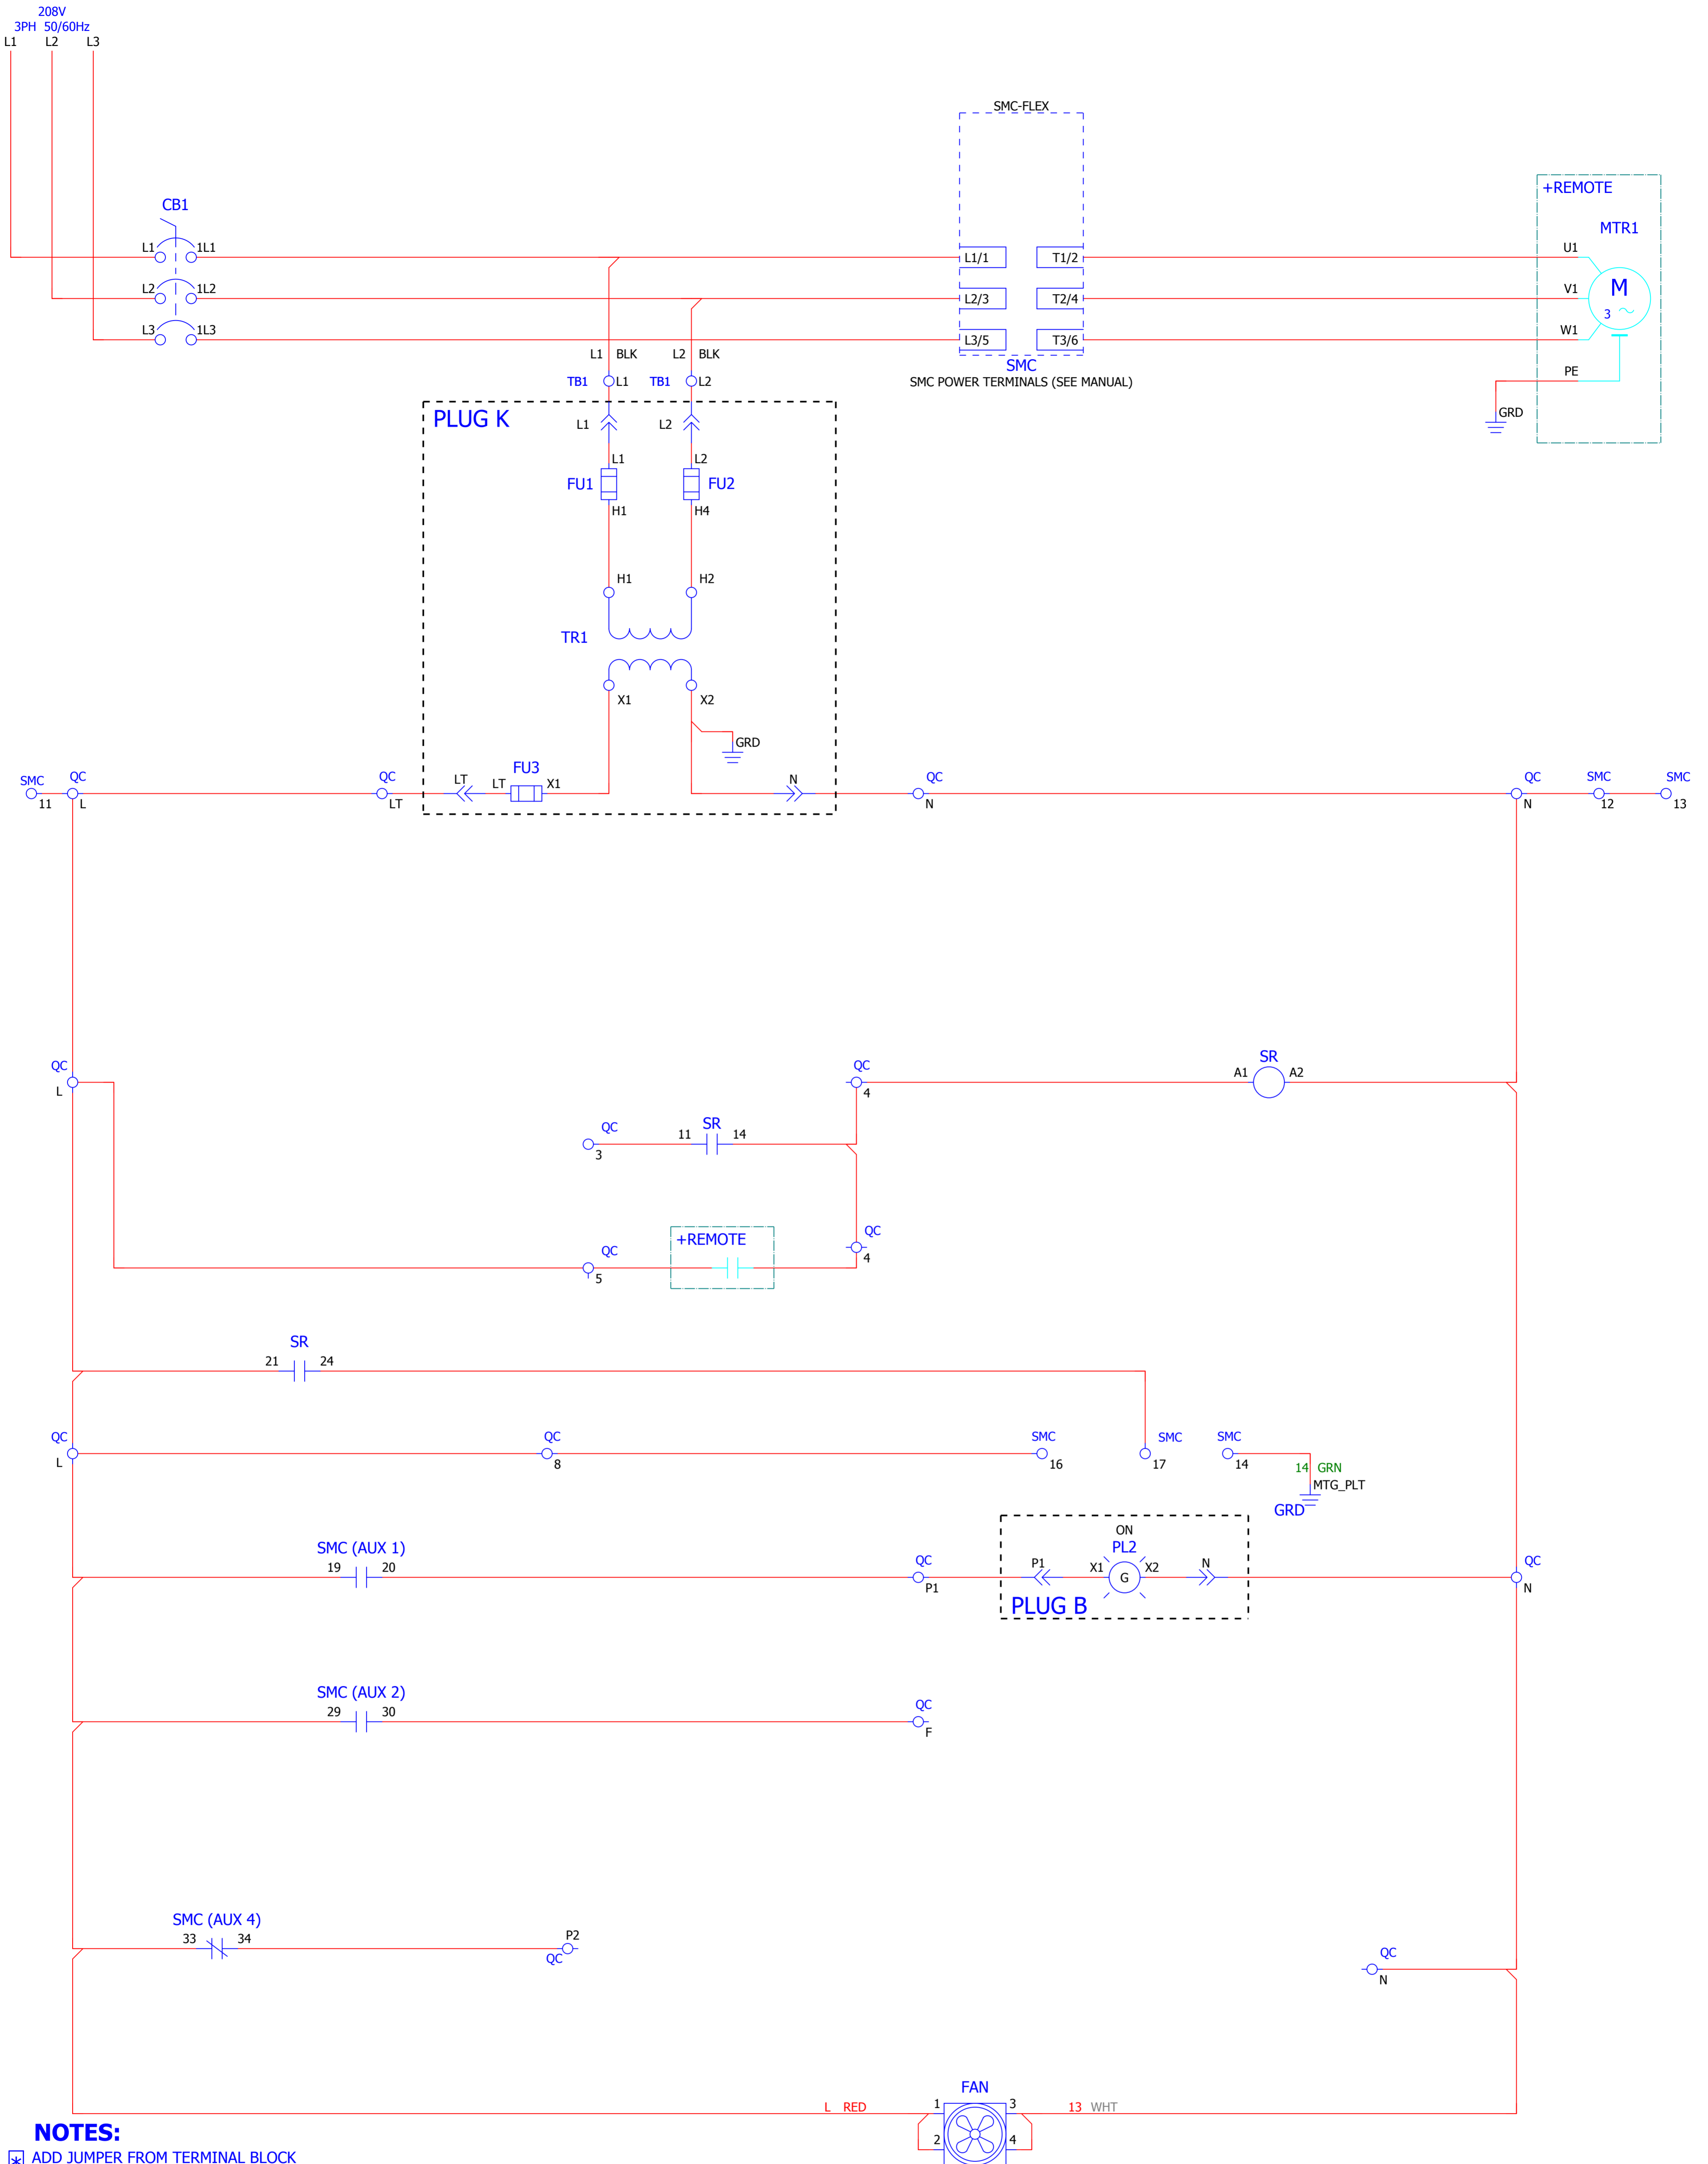 208V
3PH 50/60Hz
L1 L2 L3
SMC-FLEX
+REMOTE
CB1
MTR1
L1 1L1
L1/1 T1/2
U1
L2 1L2
L2/3 T2/4
V1
M
3
L3 1L3
L3/5 T3/6
W1
L1 BLK L2 BLK
SMC
PE
TB1 L1 TB1 L2
SMC POWER TERMINALS (SEE MANUAL)
PLUG K
L1 L2
GRD
L1 L2
FU1 FU2
H1 H4
H1 H2
TR1
X1 X2
GRD
SMC QC QC LT LT FU3 X1 N QC QC SMC SMC
11 L LT N N 12 13
QC QC SR
L 4 A1 A2
QC 11 SR 14
3
+REMOTE QC
QC 4
5
SR
21 24
QC QC SMC SMC SMC
L 8 16 17 14
14 GRN
MTG_PLT
GRD
ON
SMC (AUX 1) PL2
19 20 QC P1 X1 G X2 N QC
P1 N
PLUG B
SMC (AUX 2)
29 30 QC
F
SMC (AUX 4)
33 34 P2
QC QC
N
FAN
L RED 1 3 13 WHT
2 4
NOTES:
* ADD JUMPER FROM TERMINAL BLOCK